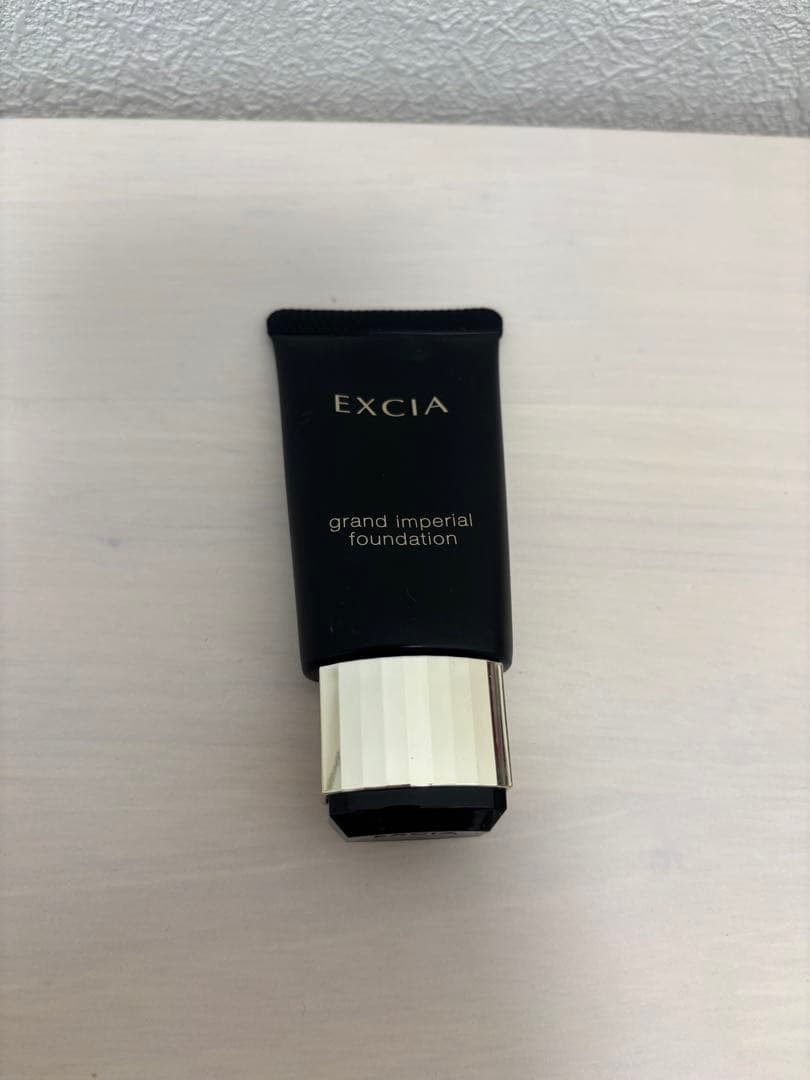 EXCIA
grand imperial
foundation